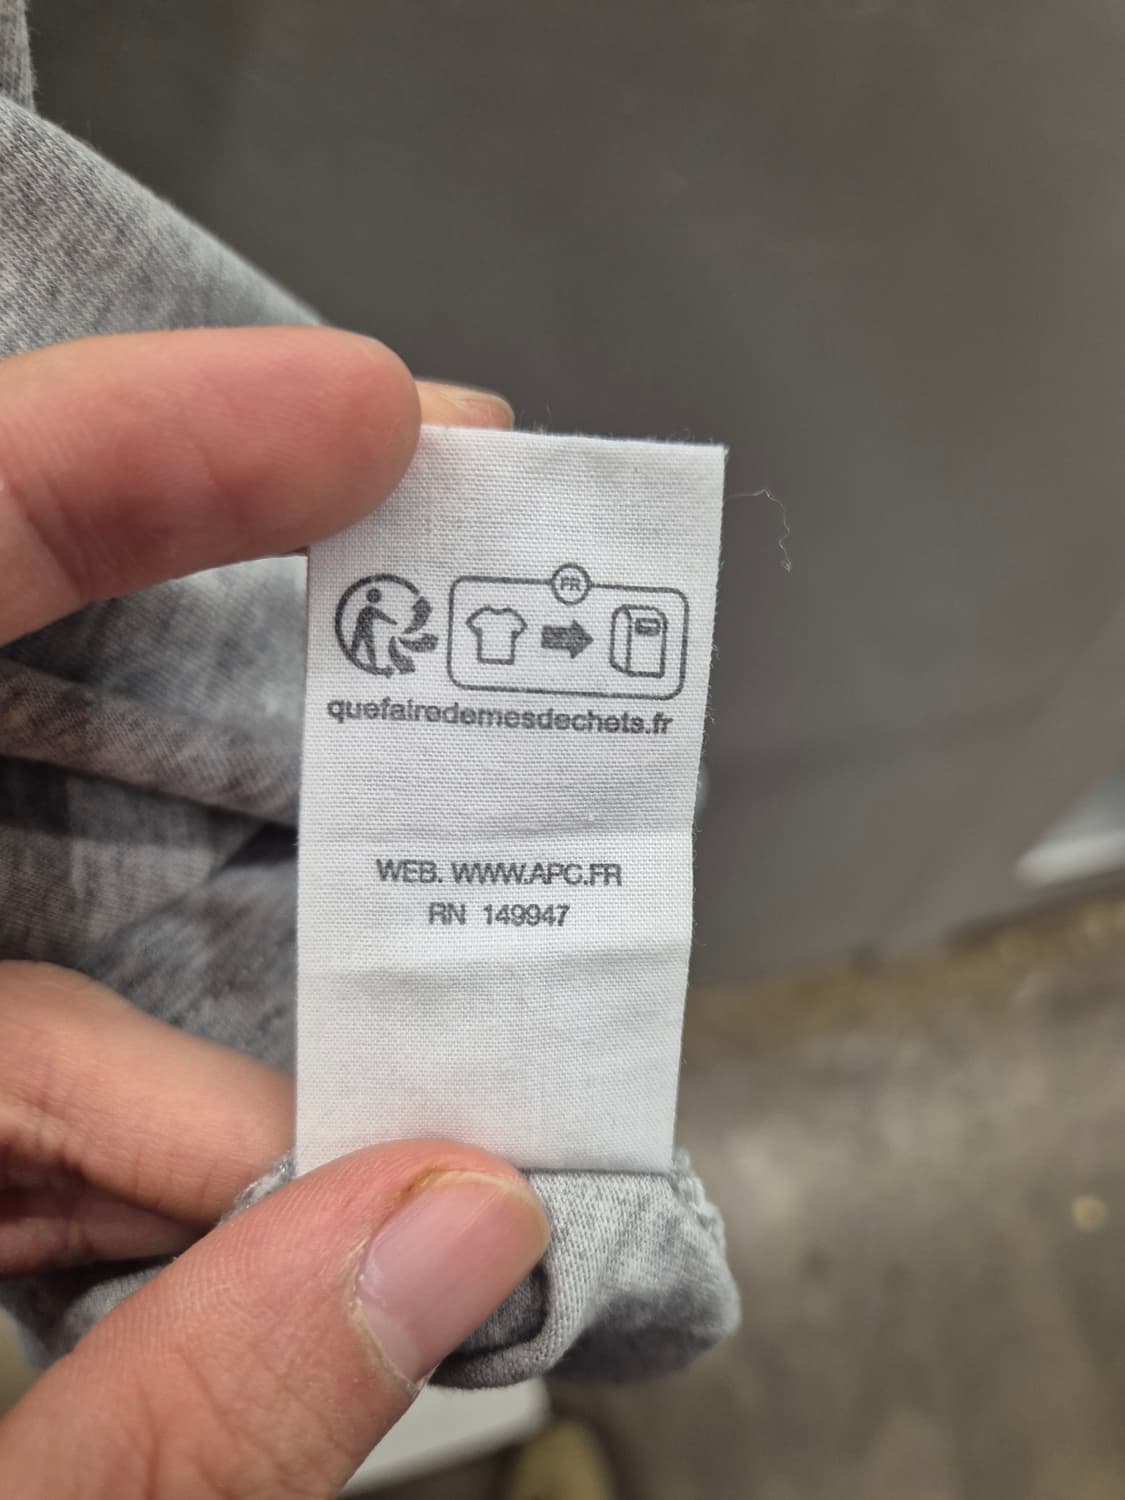 FR
quefairedemesdechets.fr
WEB. WWW.APC.FR
RN 149947